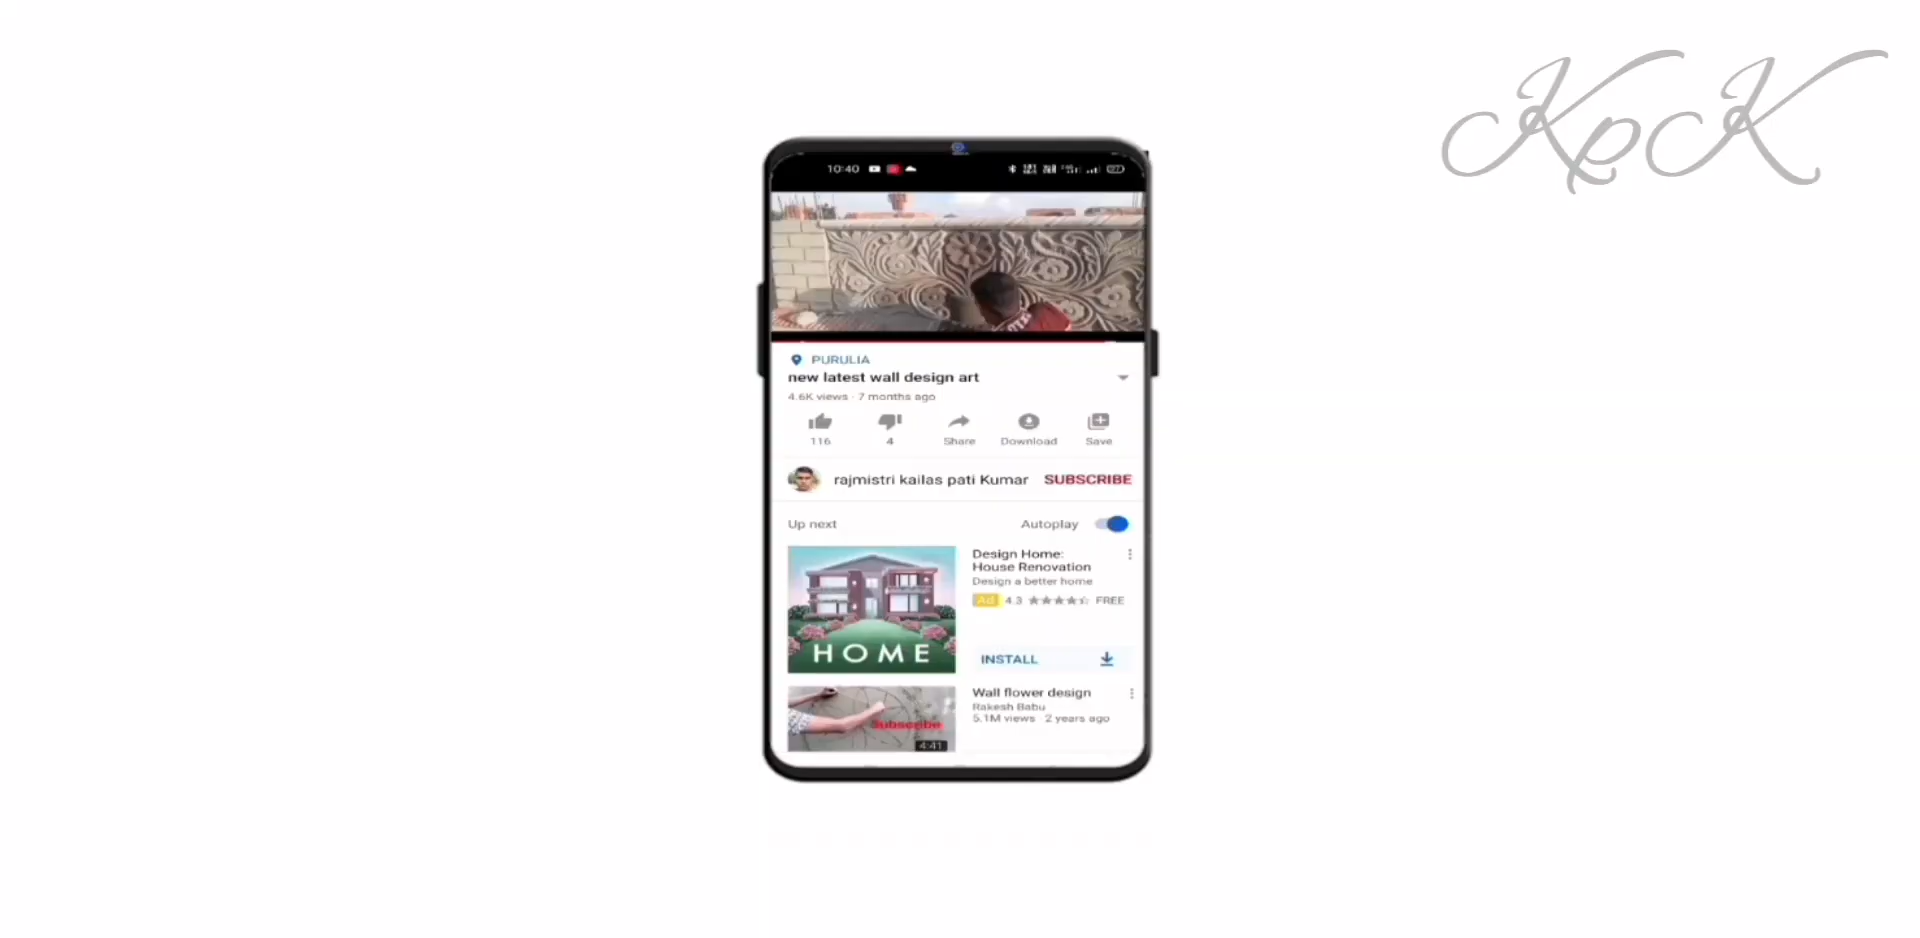 KpcK
10:40
PURULIA
new latest wall design art
4.6K views · 7 months ago
116
4
Share
Download
Save
rajmistri kailas pati Kumar
SUBSCRIBE
Up next
Autoplay
HOME
Design Home:
House Renovation
Design a better home
Ad 4.3 FREE
INSTALL
Subscribe
4:41
Wall flower design
Rakesh Babu
5.1M views 2 years ago